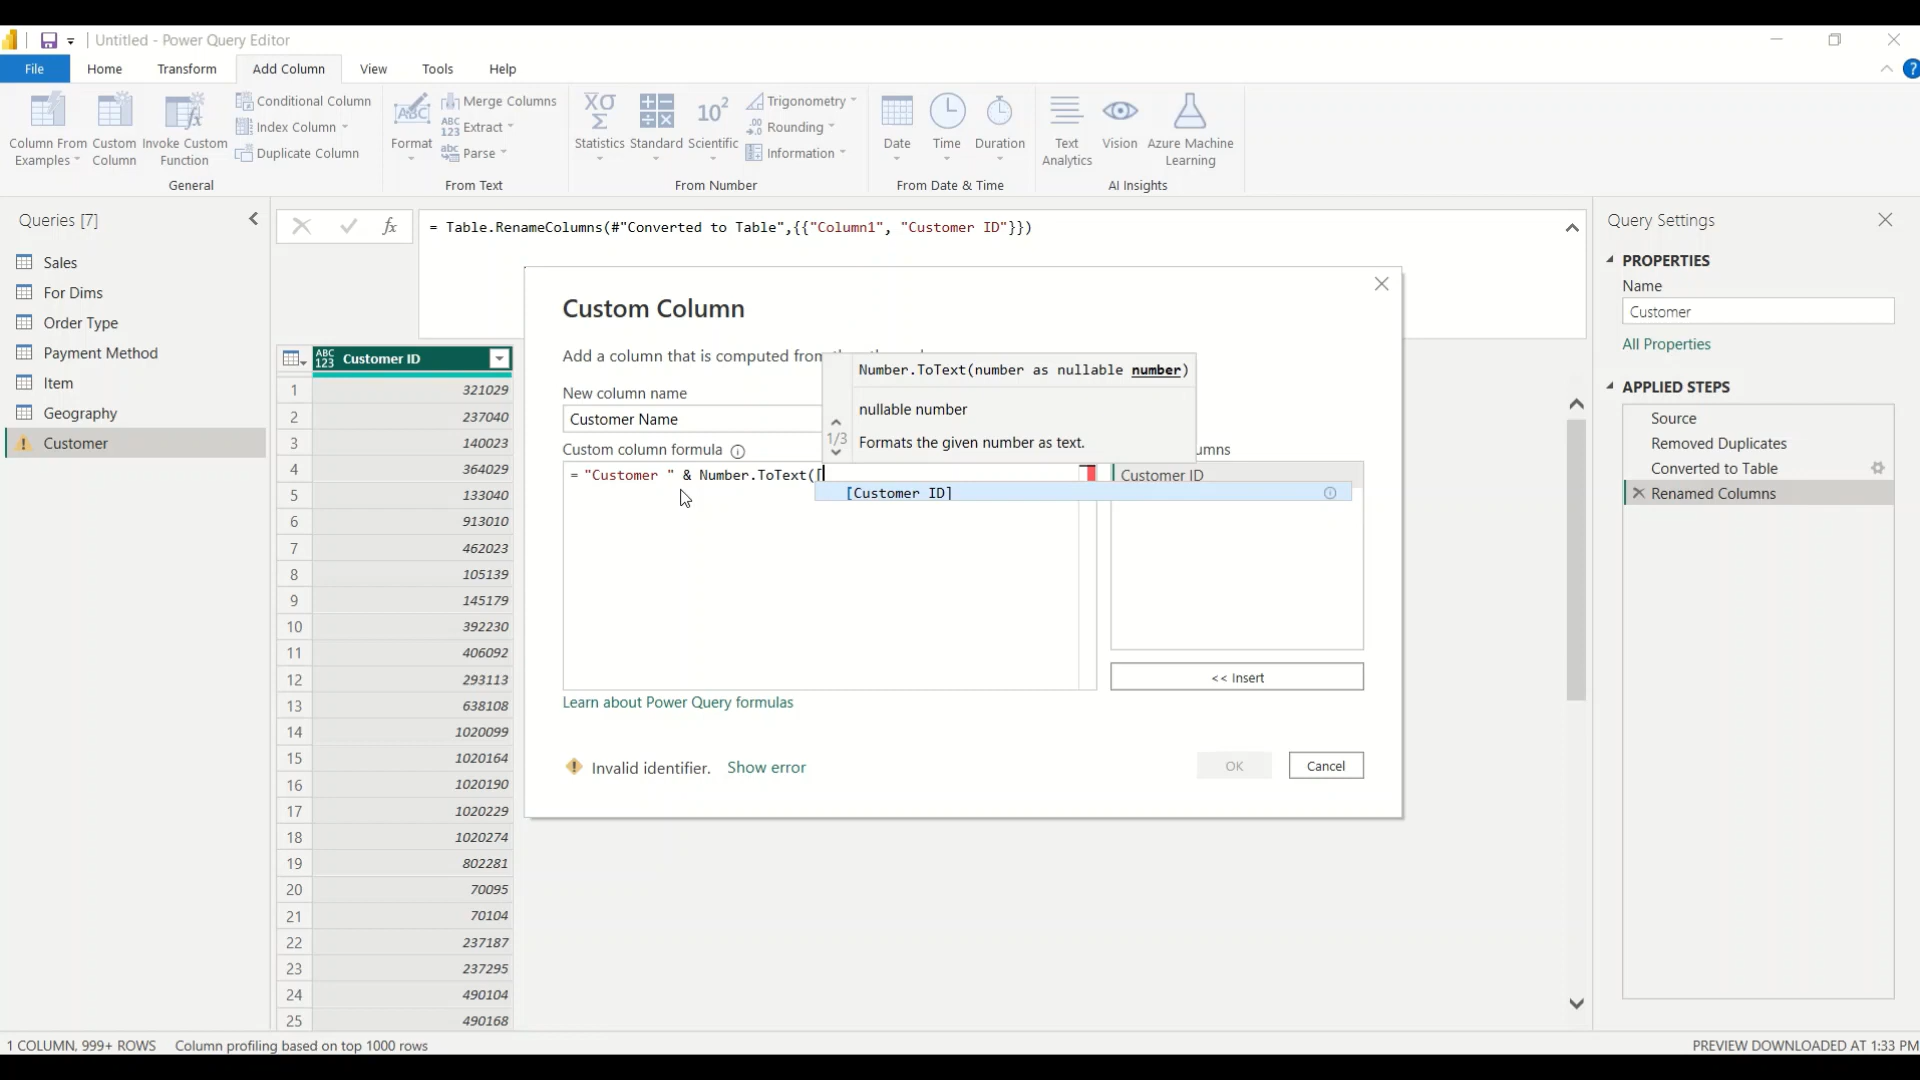 Untitled - Power Query Editor
File
Home
Transform
Add Column
View
Tools
Help
?
Column From
Examples
Custom
Column
Invoke Custom
Function
Conditional Column
Index Column
Duplicate Column
General
ABC
Format
Merge Columns
ABC
123
Extract
abc
Parse
From Text
Statistics
Standard
10²
Scientific
Trigonometry
Rounding
Information
From Number
Date
Time
Duration
From Date & Time
Text
Analytics
Vision
Azure Machine
Learning
AI Insights
Queries [7]
Sales
For Dims
Order Type
Payment Method
Item
Geography
Customer
fx
= Table.RenameColumns(#"Converted to Table",{{"Column1", "Customer ID"}})
ABC
123
Customer ID
1 321029
2 237040
3 140023
4 364029
5 133040
6 913010
7 462023
8 105139
9 145179
10 392230
11 406092
12 293113
13 638108
14 1020099
15 1020164
16 1020190
17 1020229
18 1020274
19 802281
20 70095
21 70104
22 237187
23 237295
24 490104
25 490168
Custom Column
Add a column that is computed from
New column name
Customer Name
Custom column formula
= "Customer " & Number.ToText([
Number.ToText(number as nullable number)
nullable number
1/3
Formats the given number as text.
[Customer ID]
umns
Customer ID
<< Insert
Learn about Power Query formulas
Invalid identifier.
Show error
OK
Cancel
Query Settings
PROPERTIES
Name
Customer
All Properties
APPLIED STEPS
Source
Removed Duplicates
Converted to Table
Renamed Columns
1 COLUMN, 999+ ROWS
Column profiling based on top 1000 rows
PREVIEW DOWNLOADED AT 1:33 PM